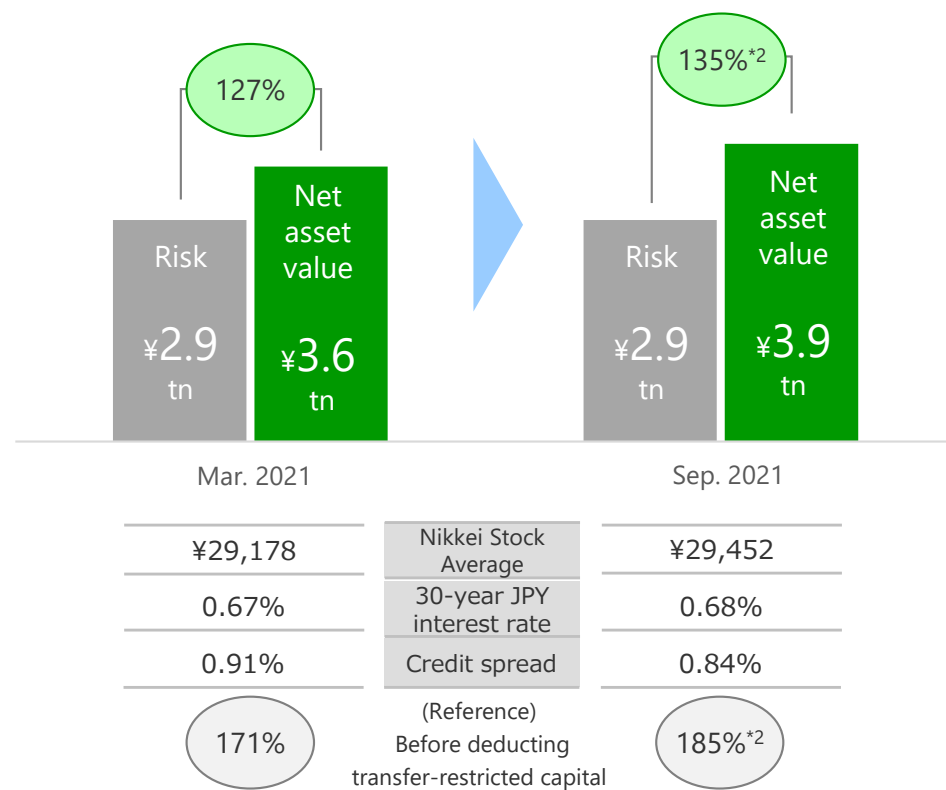 127%
135%*2
Risk
¥2.9
tn
Net
asset
value
¥3.6
tn
Risk
¥2.9
tn
Net
asset
value
¥3.9
tn
Mar. 2021
Sep. 2021
¥29,178
Nikkei Stock
Average
¥29,452
0.67%
30-year JPY
interest rate
0.68%
0.91%
Credit spread
0.84%
171%
(Reference)
Before deducting
transfer-restricted capital
185%*2